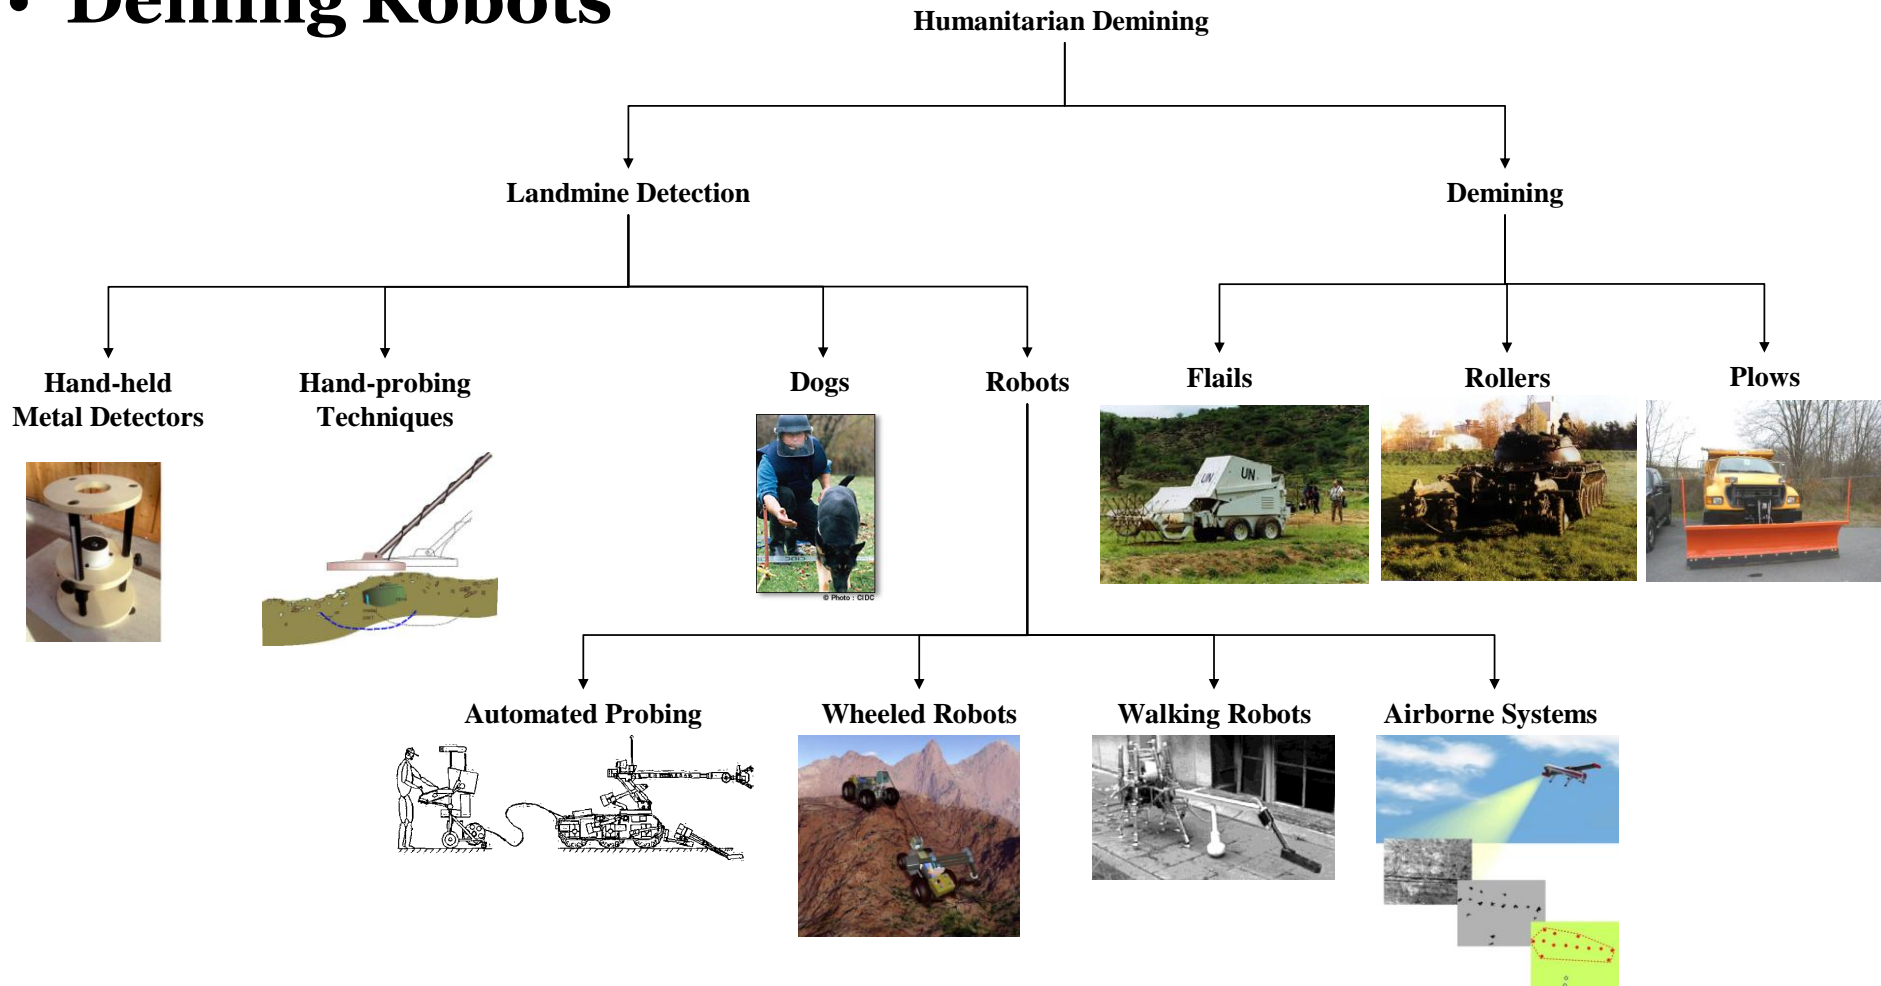 • Demining Robots
Humanitarian Demining
Landmine Detection
Demining
Hand-held
Metal Detectors
Hand-probing
Techniques
Dogs
Robots
Flails
Rollers
Plows
UN
UN
© Photo : CIDC
Automated Probing
Wheeled Robots
Walking Robots
Airborne Systems